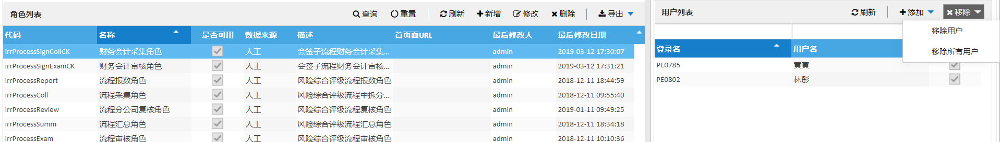 角色列表 查询 重置 刷新 新增 修改 删除 导出
代码 名称 是否可用 数据来源 描述 首页面URL 最后修改人 最后修改日期
irrProcessSignCollCK 财务会计采集角色 人工 会签子流程财务会计采集... admin 2019-03-12 17:30:07
irrProcessSignExamCK 财务会计审核角色 人工 会签子流程财务会计审核... admin 2019-03-12 17:31:21
irrProcessReport 流程报数角色 人工 风险综合评级流程报数角色 admin 2018-12-11 18:44:59
irrProcessColl 流程采集角色 人工 风险综合评级流程中拆分... admin 2018-12-11 09:55:40
irrProcessReview 流程分公司复核角色 人工 风险综合评级流程复核角色 admin 2019-01-11 09:49:25
irrProcessSumm 流程汇总角色 人工 风险综合评级流程汇总角色 admin 2018-12-11 18:34:18
irrProcessExam 流程审核角色 人工 风险综合评级流程审核角色 admin 2018-12-11 10:10:36
用户列表 刷新 添加 移除
移除用户
移除所有用户
登录名 用户名
PE0785 黄寅
PE0802 林彤